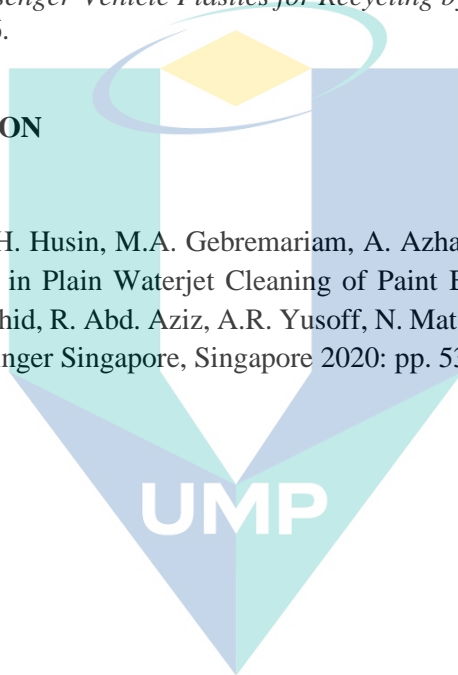 senger Vehicle Plastics for Recycling by
ON
H. Husin, M.A. Gebremariam, A. Azha
in Plain Waterjet Cleaning of Paint
hid, R. Abd. Aziz, A.R. Yusoff, N. Mat
nger Singapore, Singapore 2020: pp. 53
UMP